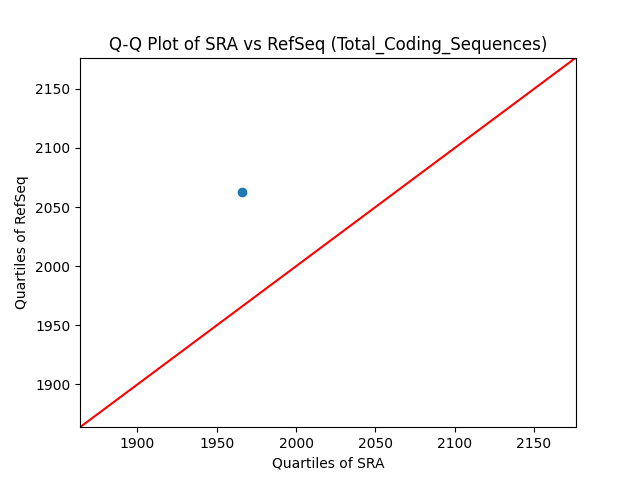 Q-Q Plot of SRA vs RefSeq (Total_Coding_Sequences)
Quartiles of RefSeq
2150
2100
2050
2000
1950
1900
1900 1950 2000 2050 2100 2150
Quartiles of SRA